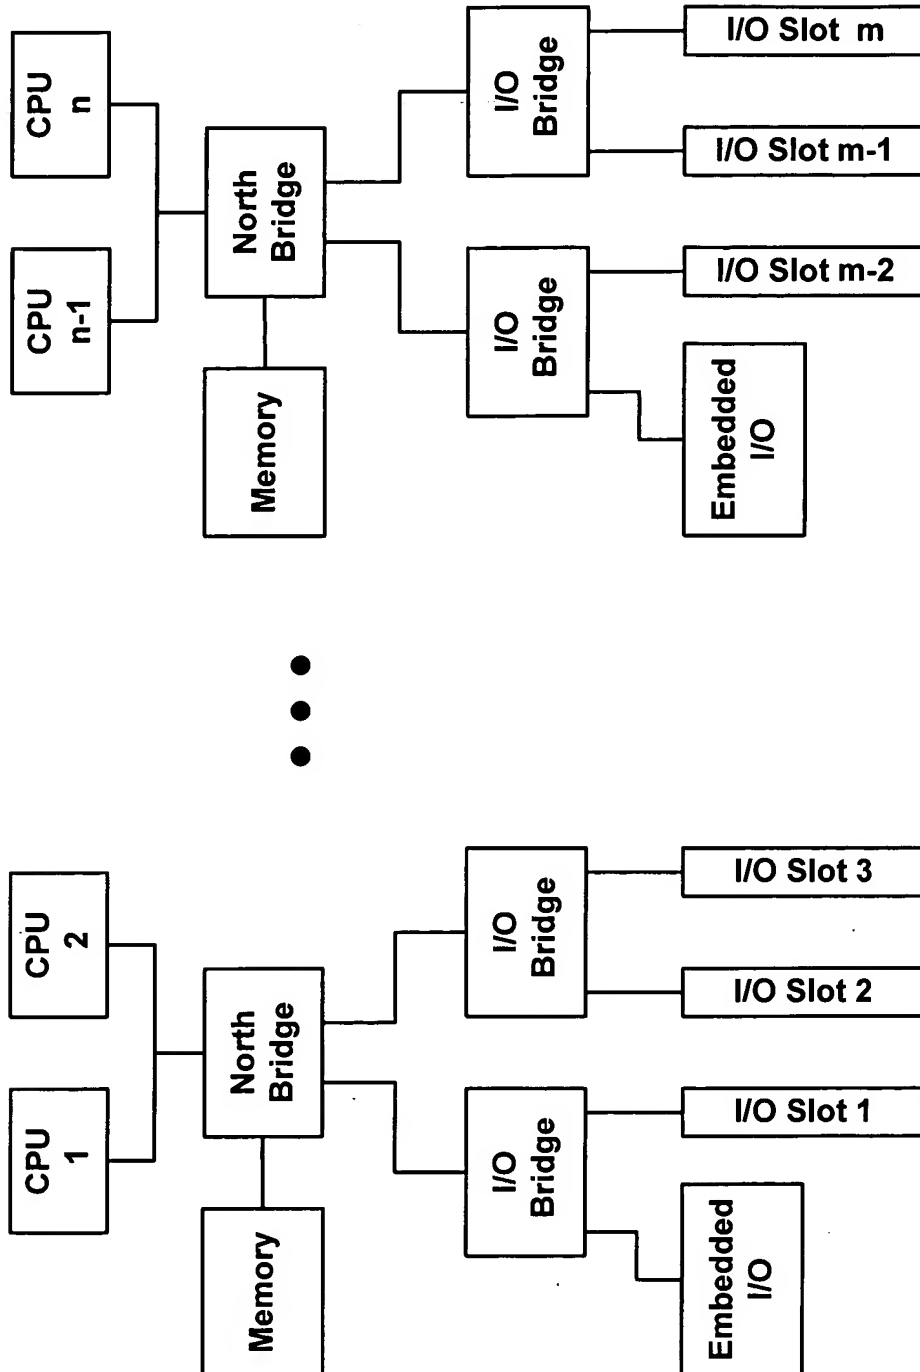 CPU
1
CPU
2
North
Bridge
Memory
I/O
Bridge
I/O
Bridge
Embedded
I/O
I/O Slot 1
I/O Slot 2
I/O Slot 3
CPU
n-1
CPU
n
North
Bridge
Memory
I/O
Bridge
I/O
Bridge
Embedded
I/O
I/O Slot m-2
I/O Slot m-1
I/O Slot m